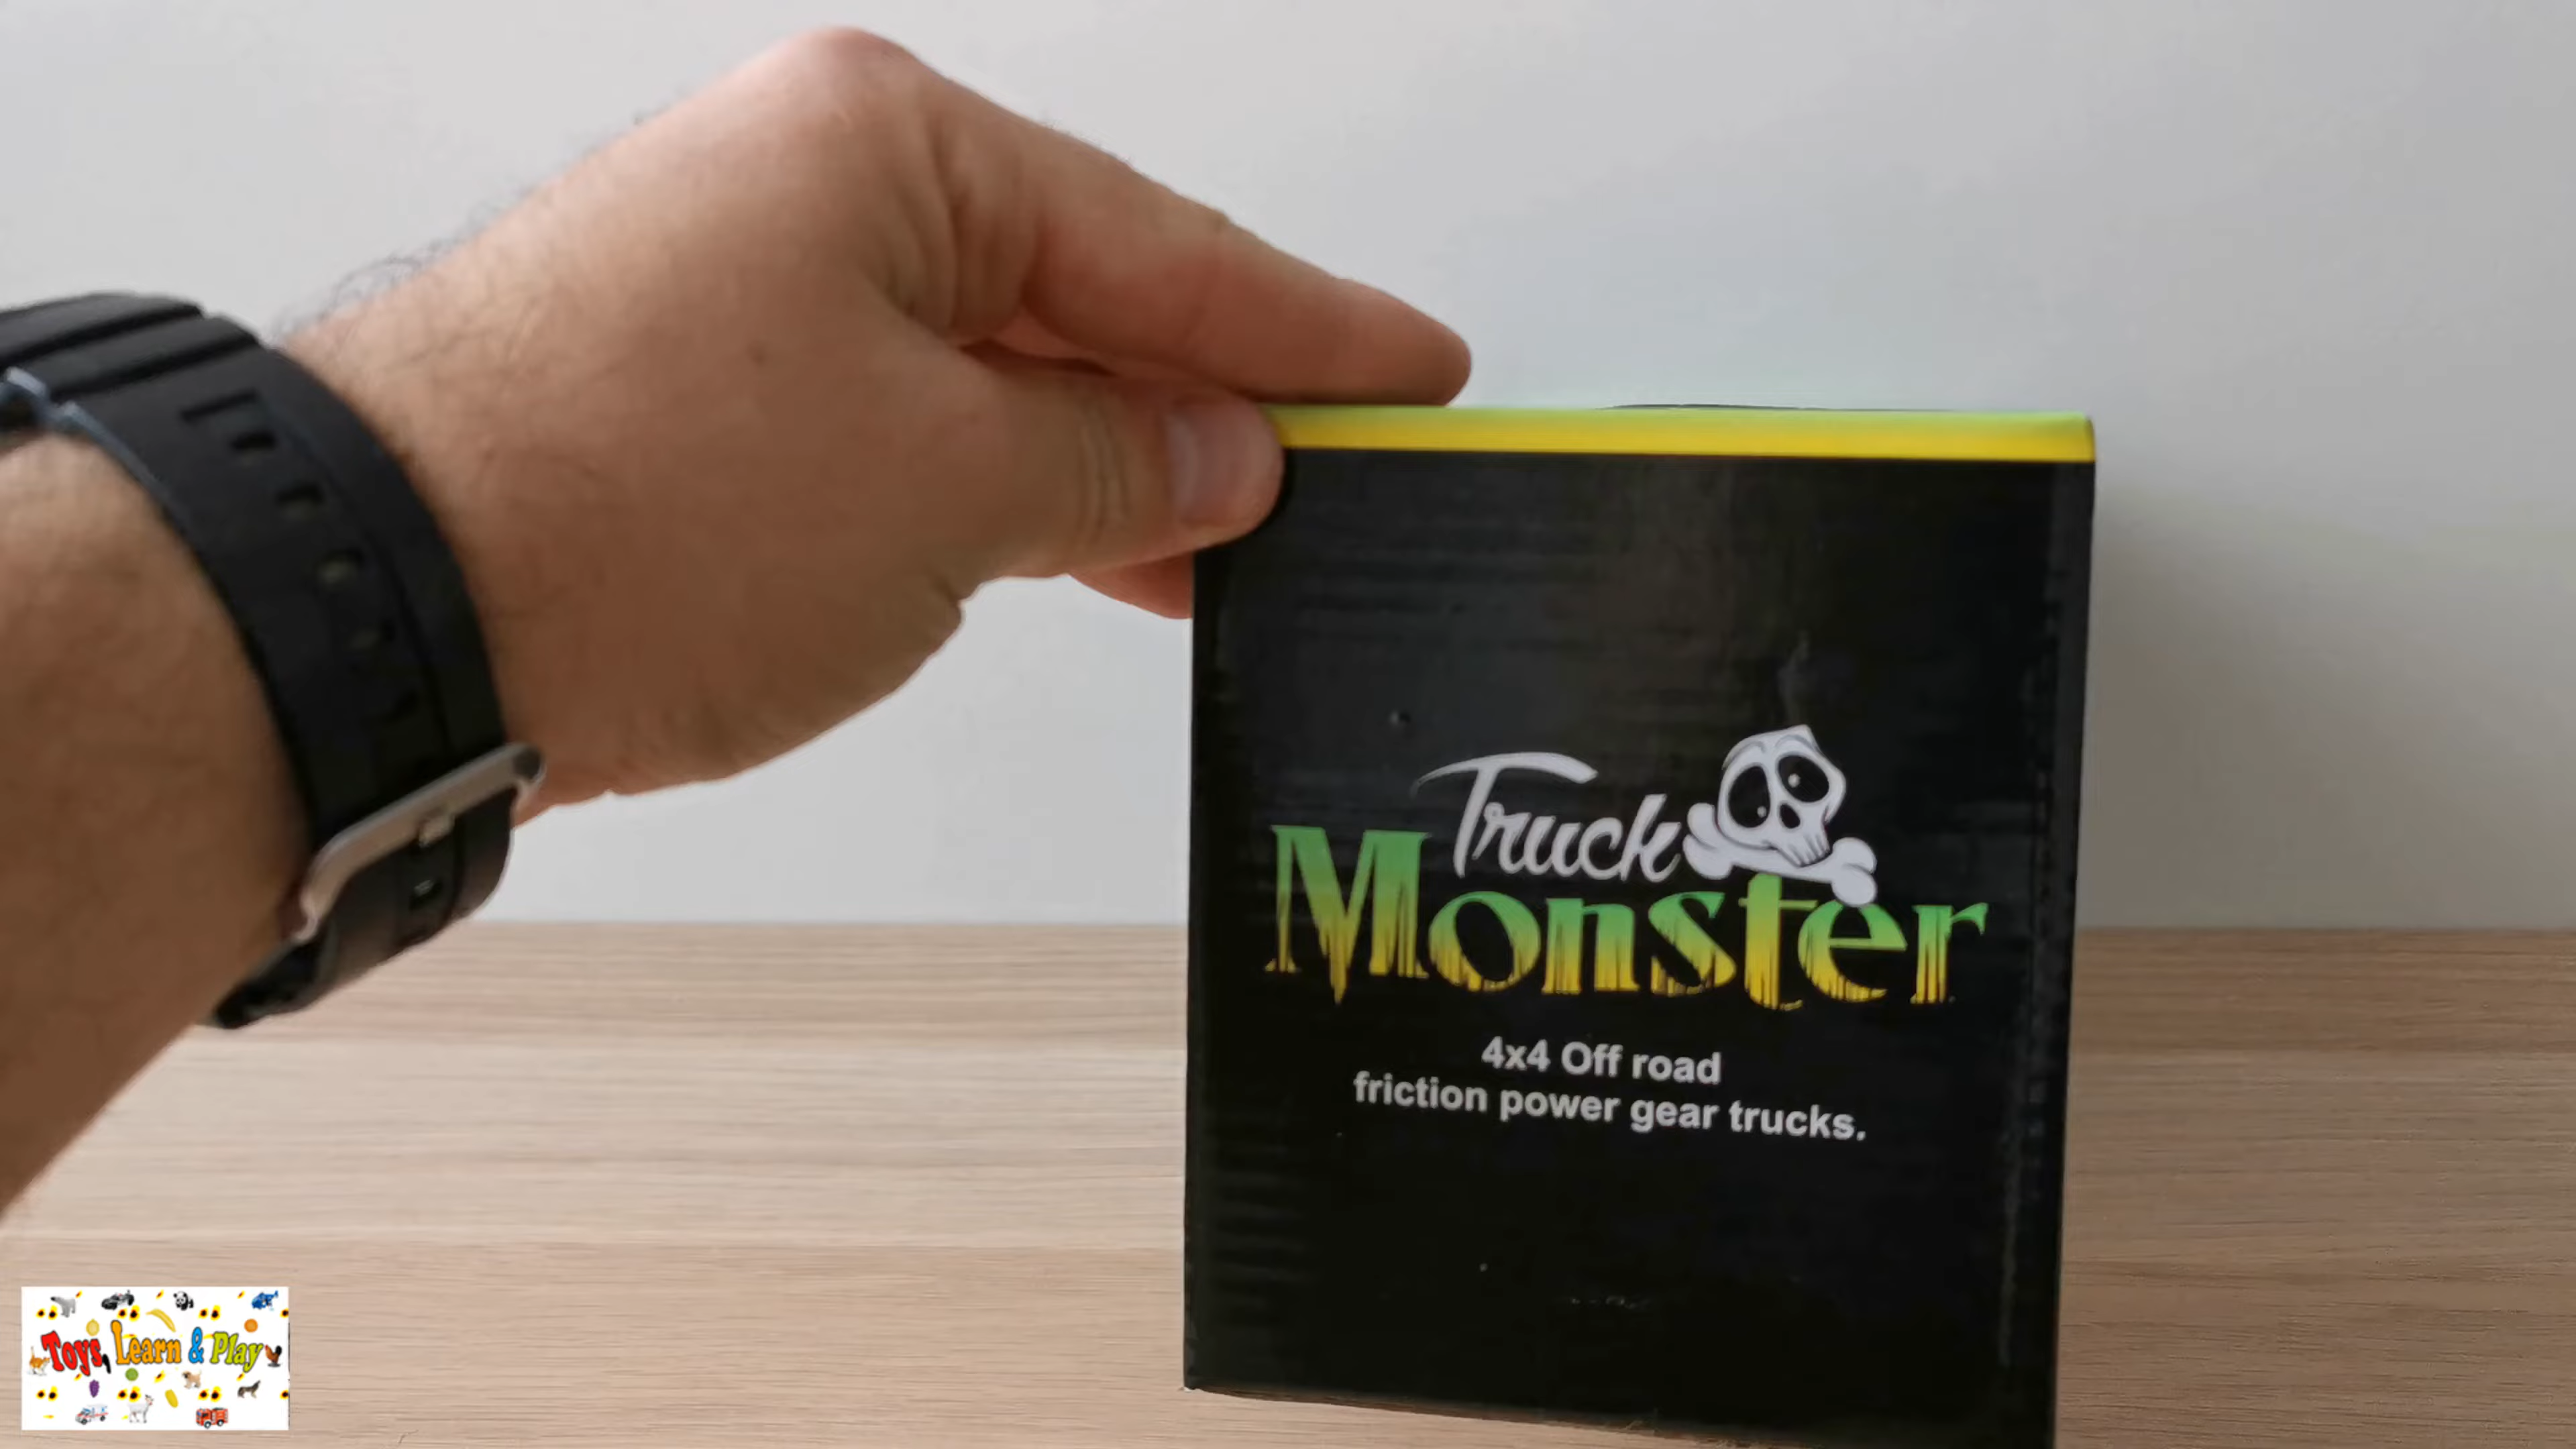 Truck
Monster
4x4 Off road
friction power gear trucks.
Toys, Learn & Play